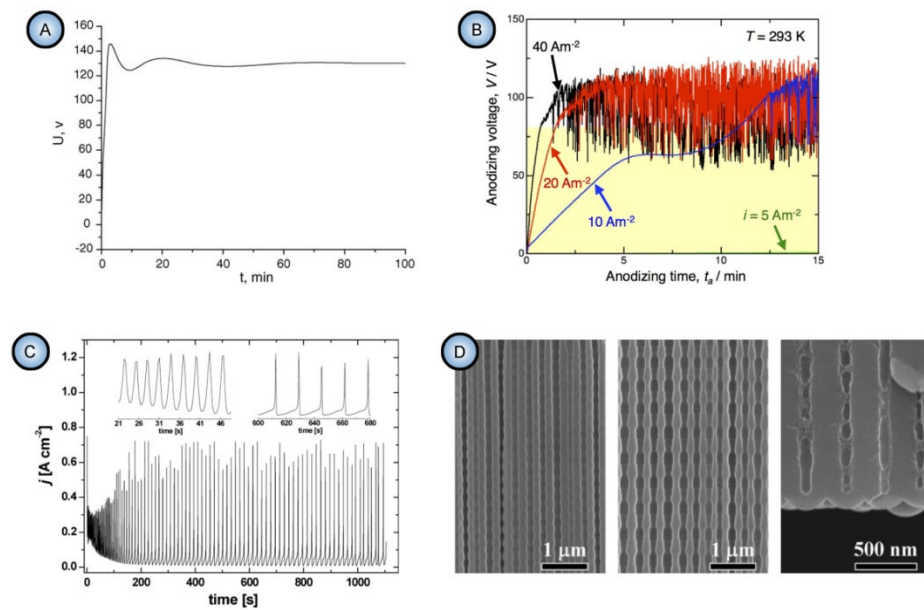 A
160
140
120
100
80
60
40
20
0
-20
U, v
0
20
40
60
80
100
t, min
B
T = 293 K
40 Am-2
20 Am-2
10 Am-2
i = 5 Am-2
150
100
50
0
Anodizing voltage, V / V
0
5
10
15
Anodizing time, ta / min
C
1.2
1.0
0.8
0.6
0.4
0.2
0.0
j [A cm-2]
21 26 31 36 41 46
time [s]
600 620 640 660 680
time [s]
0 200 400 600 800 1000
time [s]
D
1 μm
1 μm
500 nm